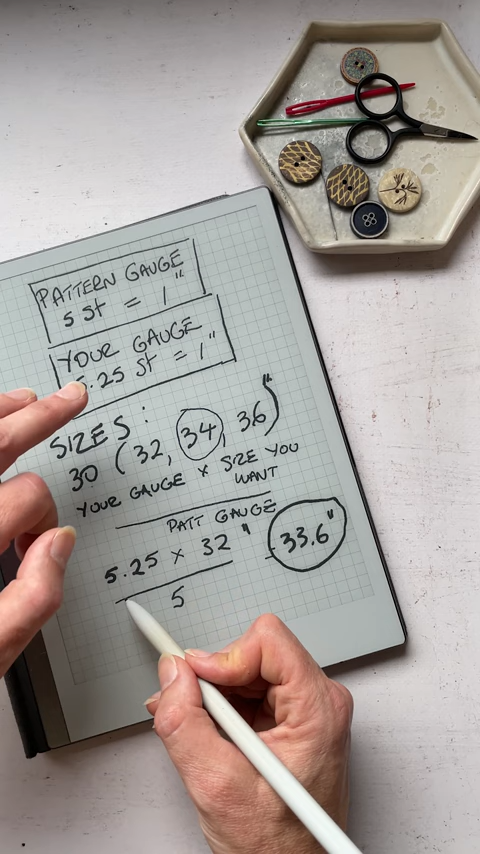 PATTERN GAUGE
5 St = 1"
YOUR GAUGE
5.25 St = 1"
SIZES:
30 (32, 34, 36)"
YOUR GAUGE x SIZE YOU WANT
PATT GAUGE
5.25 x 32" = 33.6"
5